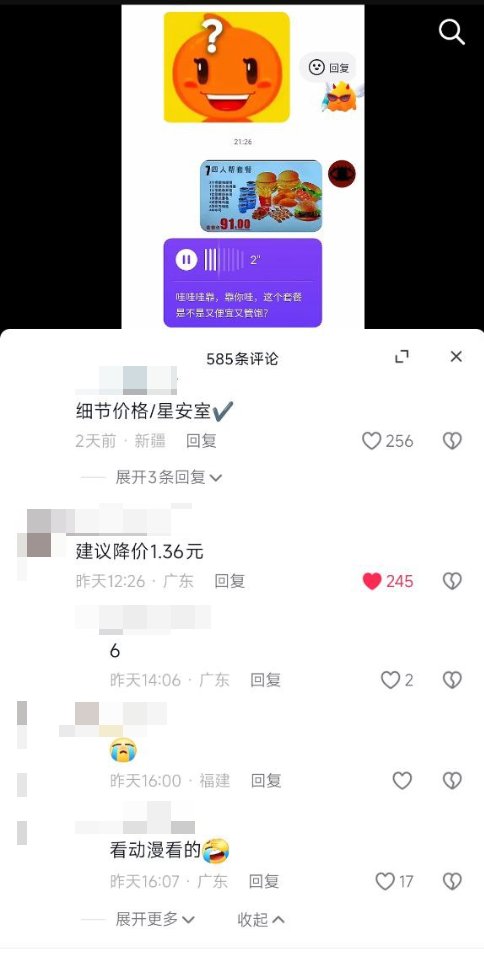 ?
回复
21:26
7四人帮套餐
91.00
2"
哇哇哇靠，靠你哇，这个套餐
是不是又便宜又管饱?
585条评论
细节价格/星安室✔
2天前 · 新疆 回复
256
展开3条回复
建议降价1.36元
昨天12:26 · 广东 回复
245
6
昨天14:06 · 广东 回复
2
😭
昨天16:00 · 福建 回复
看动漫看的🤣
昨天16:07 · 广东 回复
17
展开更多 收起